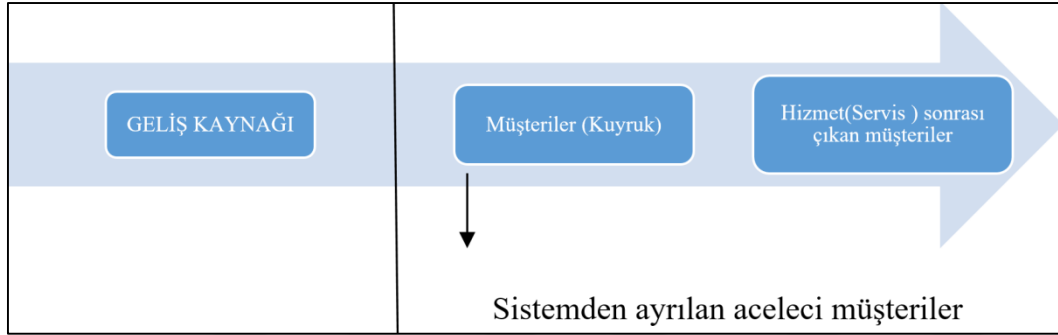 GELİŞ KAYNAĞI
Müşteriler (Kuyruk)
Hizmet(Servis ) sonrası
çıkan müşteriler
Sistemden ayrılan aceleci müşteriler